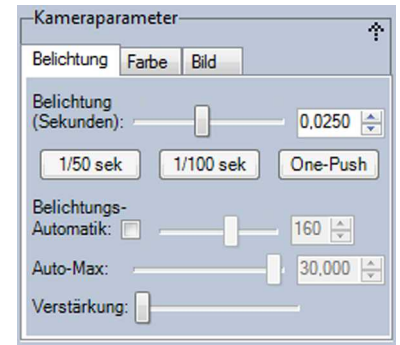 Kameraparameter
Belichtung Farbe Bild
Belichtung
(Sekunden): 0,0250
1/50 sek 1/100 sek One-Push
Belichtungs-
Automatik: 160
Auto-Max: 30,000
Verstärkung: